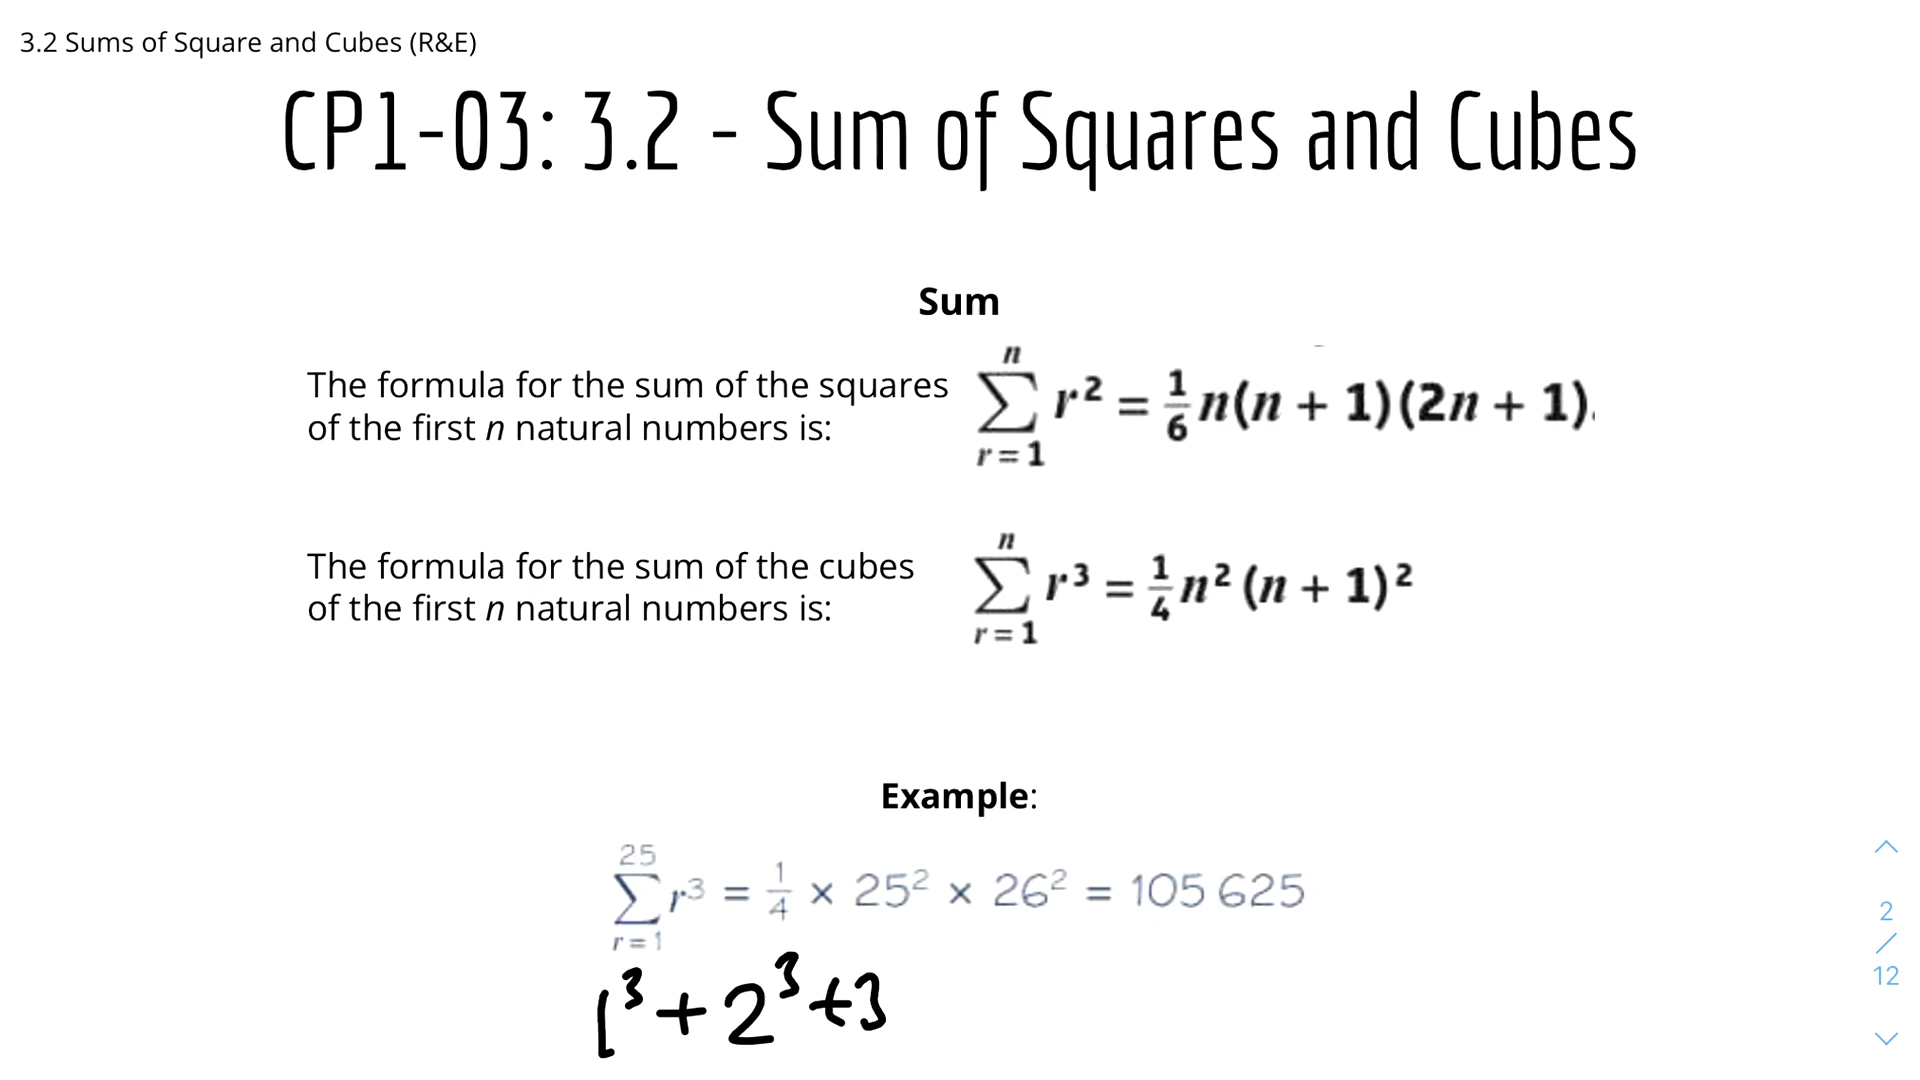 3.2 Sums of Square and Cubes (R&E)
CP1-03: 3.2 - Sum of Squares and Cubes
Sum
The formula for the sum of the squares
of the first n natural numbers is:
n
∑ r² = 1/6 n(n + 1)(2n + 1).
r = 1
The formula for the sum of the cubes
of the first n natural numbers is:
n
∑ r³ = 1/4 n² (n + 1)²
r = 1
Example:
25
∑ r³ = 1/4 × 25² × 26² = 105 625
r = 1
1³ + 2³ + 3
2
/
12